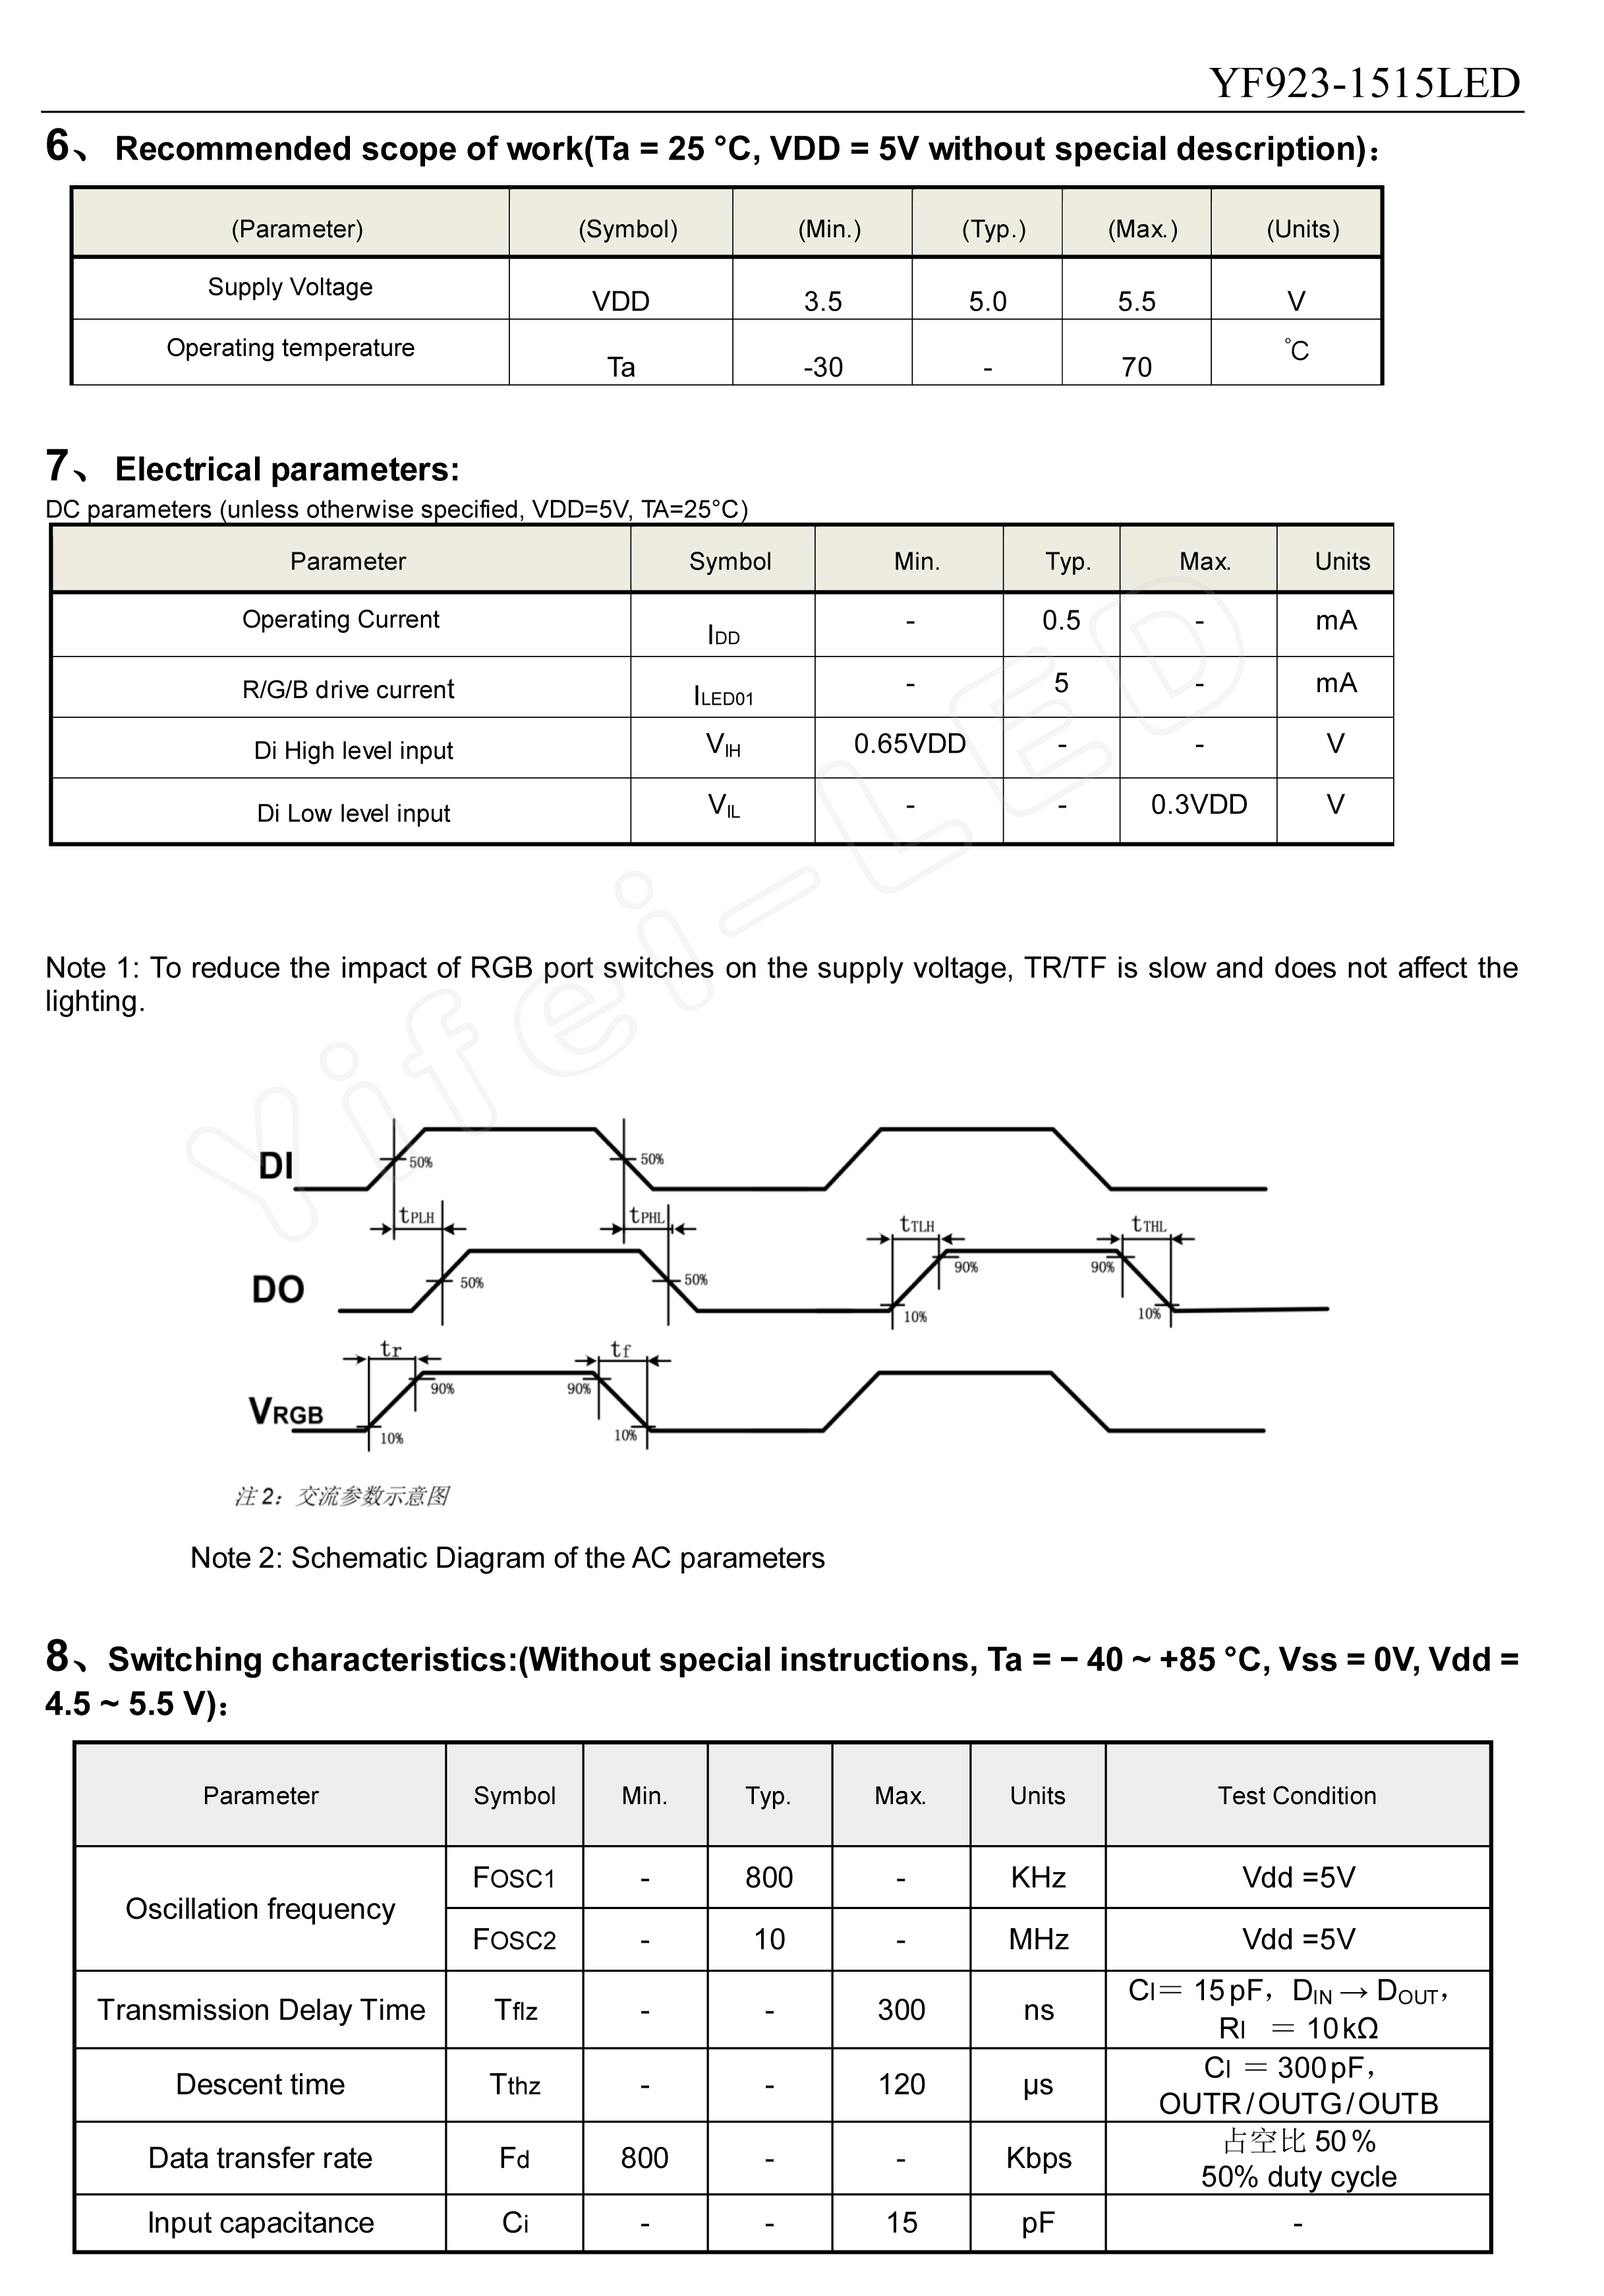 YF923-1515LED
6、 Recommended scope of work(Ta = 25 °C, VDD = 5V without special description)：
(Parameter) (Symbol) (Min.) (Typ.) (Max.) (Units)
Supply Voltage VDD 3.5 5.0 5.5 V
Operating temperature Ta -30 - 70 ℃
7、 Electrical parameters:
DC parameters (unless otherwise specified, VDD=5V, TA=25°C)
Parameter Symbol Min. Typ. Max. Units
Operating Current IDD - 0.5 - mA
R/G/B drive current ILED01 - 5 - mA
Di High level input VIH 0.65VDD - - V
Di Low level input VIL - - 0.3VDD V
Yifei-LED
Note 1: To reduce the impact of RGB port switches on the supply voltage, TR/TF is slow and does not affect the
lighting.
DI 50% 50%
tPLH tPHL tTLH tTHL
DO 50% 50% 90% 90%
10% 10%
tr tf
VRGB 90% 90%
10% 10%
注 2：交流参数示意图
Note 2: Schematic Diagram of the AC parameters
8、Switching characteristics:(Without special instructions, Ta = − 40 ~ +85 °C, Vss = 0V, Vdd =
4.5 ~ 5.5 V)：
Parameter Symbol Min. Typ. Max. Units Test Condition
Oscillation frequency FOSC1 - 800 - KHz Vdd =5V
FOSC2 - 10 - MHz Vdd =5V
Transmission Delay Time Tflz - - 300 ns Cl＝ 15pF，DIN → DOUT，
Rl ＝ 10kΩ
Descent time Tthz - - 120 μs Cl ＝ 300pF，
OUTR/OUTG/OUTB
Data transfer rate Fd 800 - - Kbps 占空比 50%
50% duty cycle
Input capacitance Ci - - 15 pF -